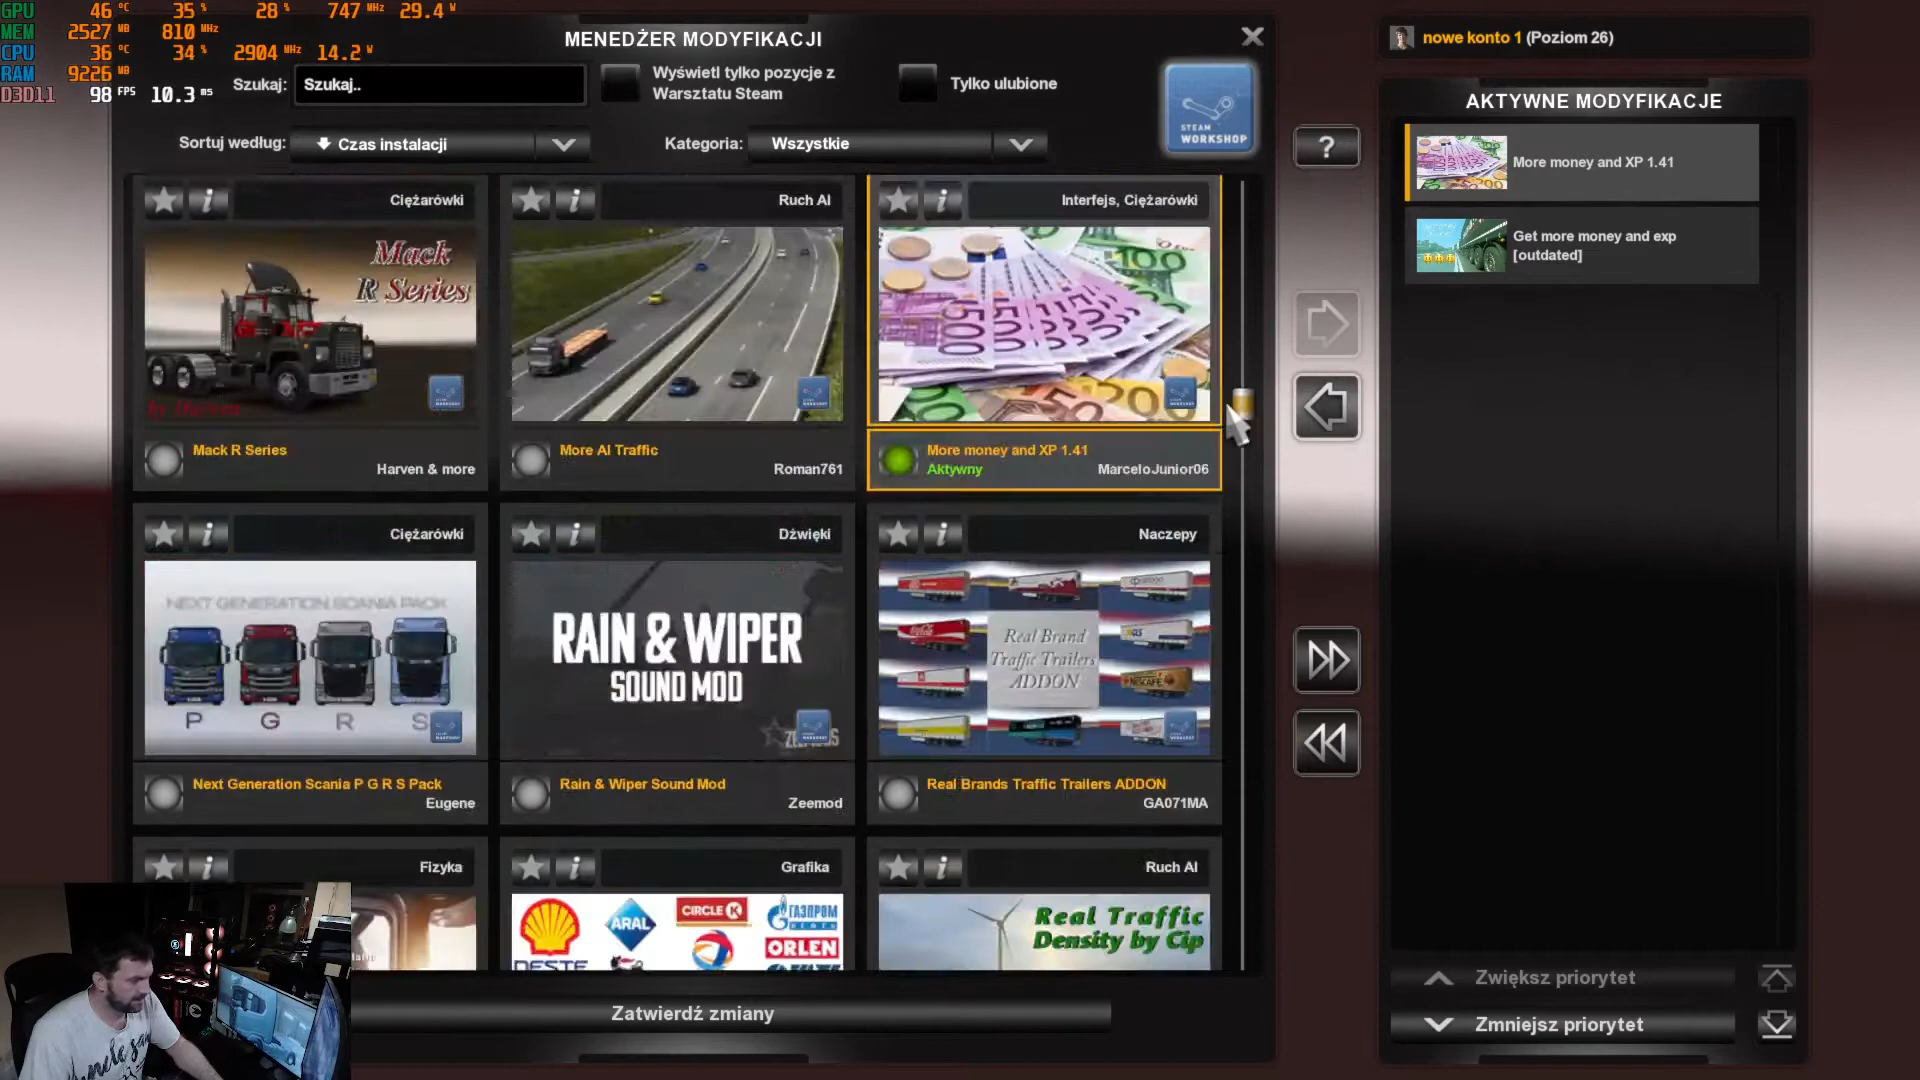 GPU 46 °C 35 % 28 % 747 MHz 29.4 W
MEM 2527 MB 810 MHz
CPU 36 °C 34 % 2904 MHz 14.2 W
RAM 9226 MB
D3D11 98 FPS 10.3 ms
MENEDŻER MODYFIKACJI
Szukaj: Szukaj..
Wyświetl tylko pozycje z
Warsztatu Steam
Tylko ulubione
STEAM
WORKSHOP
Sortuj według: Czas instalacji
Kategoria: Wszystkie
?
nowe konto 1 (Poziom 26)
AKTYWNE MODYFIKACJE
More money and XP 1.41
Get more money and exp
[outdated]
Ciężarówki
Mack
R Series
by Harven
Mack R Series
Harven & more
Ruch AI
More AI Traffic
Roman761
Interfejs, Ciężarówki
More money and XP 1.41
Aktywny
MarceloJunior06
Ciężarówki
NEXT GENERATION SCANIA PACK
P G R S
Next Generation Scania P G R S Pack
Eugene
Dźwięki
RAIN & WIPER
SOUND MOD
Rain & Wiper Sound Mod
Zeemod
Naczepy
Real Brand
Traffic Trailers
ADDON
Real Brands Traffic Trailers ADDON
GA071MA
Fizyka
Grafika
ARAL
CIRCLE K
ГАЗПРОМ
ORLEN
Ruch AI
Real Traffic
Density by Cip
Zatwierdź zmiany
Zwiększ priorytet
Zmniejsz priorytet